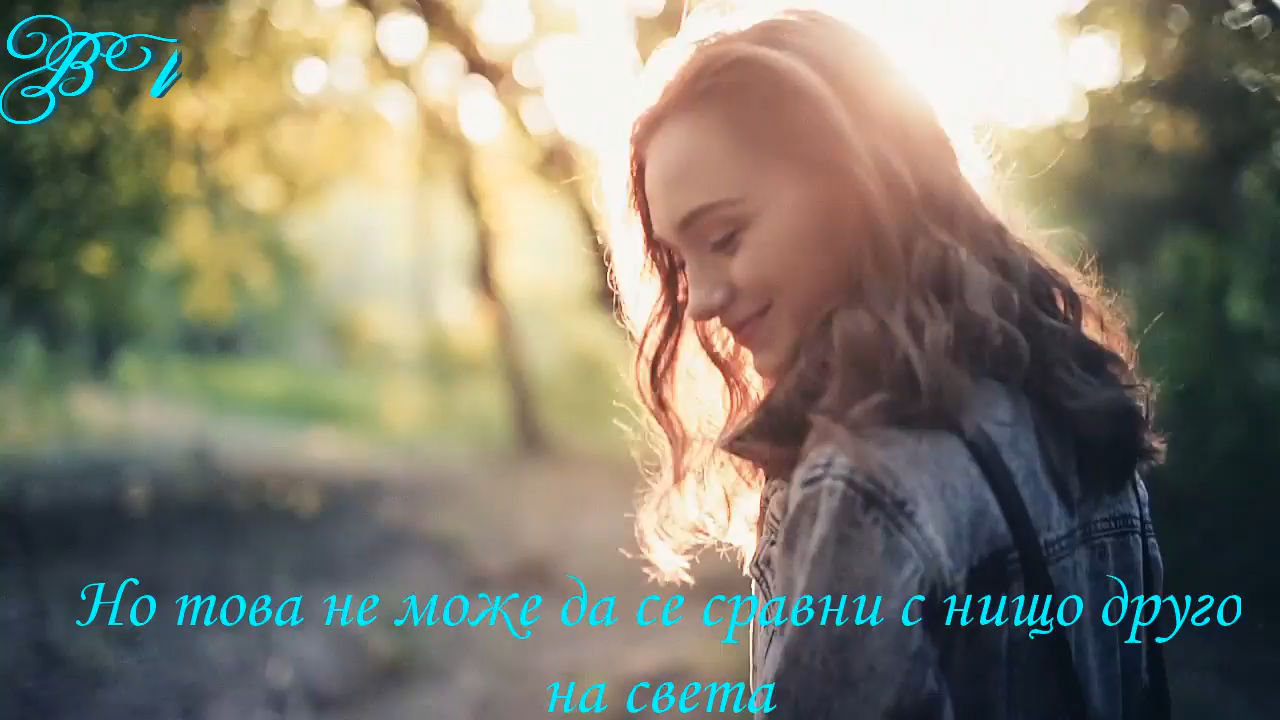 Но това не може да се сравни с нищо друго
на света